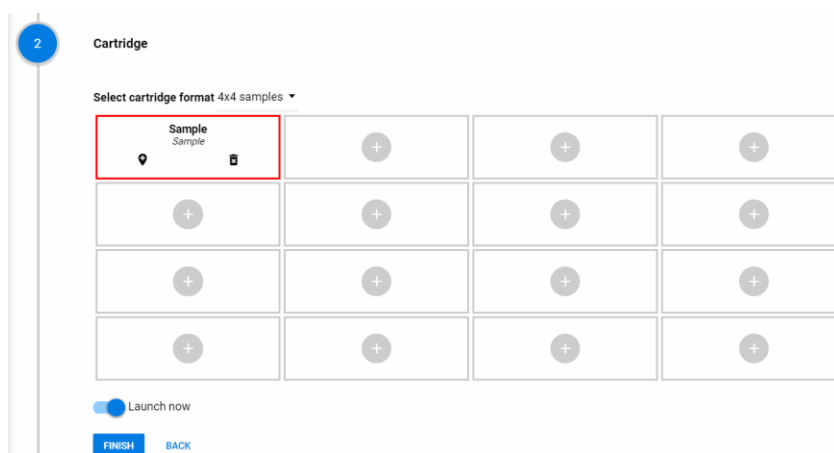 2
Cartridge
Select cartridge format 4x4 samples
Sample
Sample
Launch now
FINISH BACK